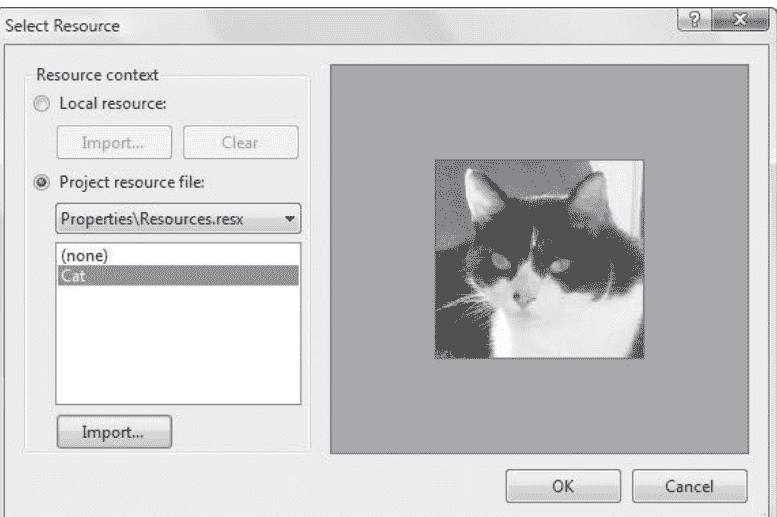 Select Resource
?
Resource context
Local resource:
Import...
Clear
Project resource file:
Properties\Resources.resx
(none)
Cat
Import...
OK
Cancel